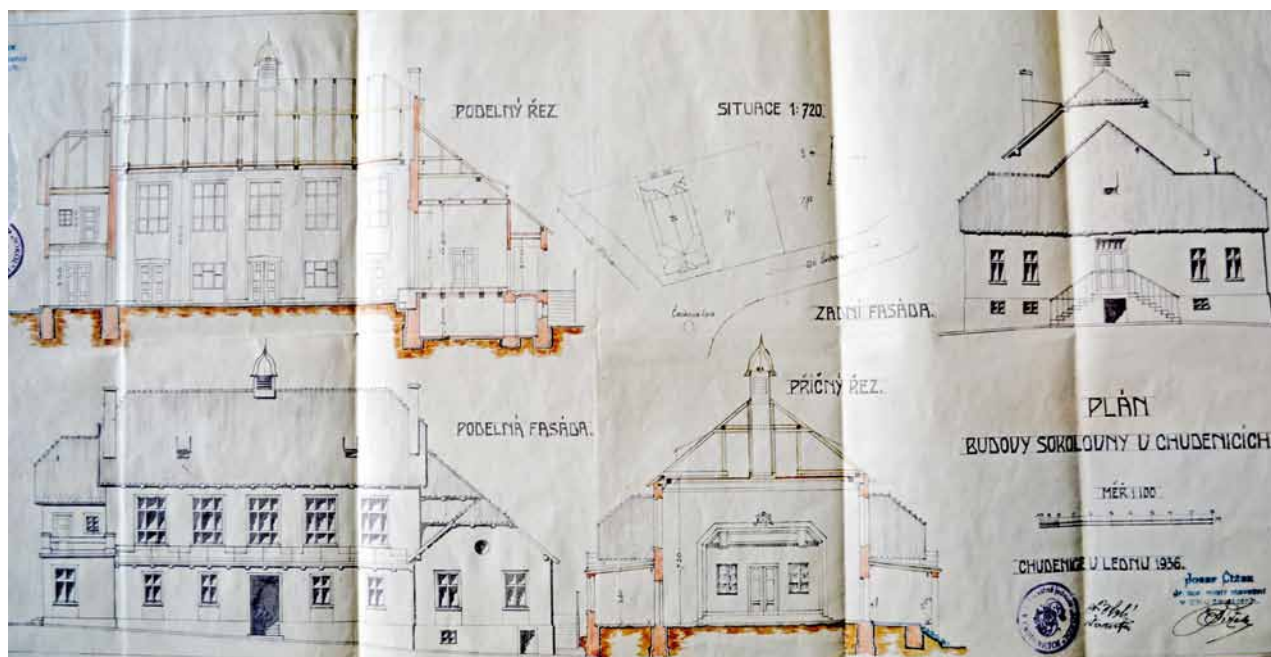 PODELNÝ ŘEZ
SITUACE 1:720.
ZADNÍ FASÁDA.
PODELNÁ FASÁDA.
PŘÍČNÝ ŘEZ.
PLÁN
BUDOVY SOKOLOVNY V CHUDENICÍCH
MĚŘ. 1:100
CHUDENICE V LEDNU 1936.
Josef Čížek